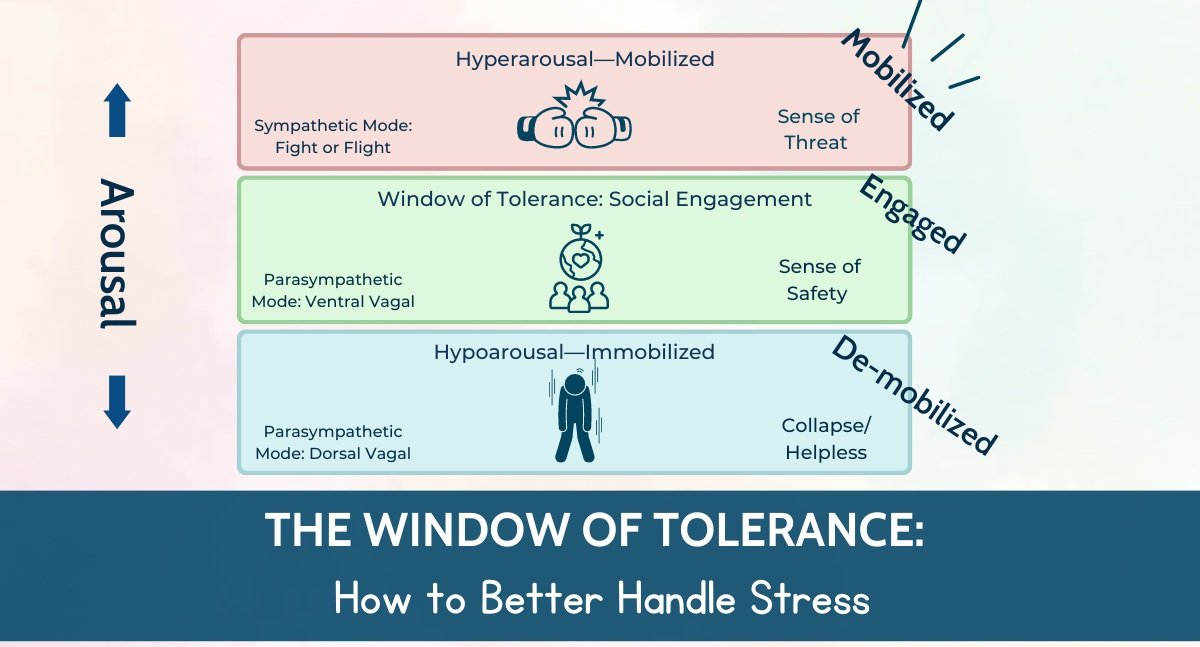 Hyperarousal—Mobilized
Sympathetic Mode:
Fight or Flight
Sense of
Threat
Mobilized
Arousal
Window of Tolerance: Social Engagement
Parasympathetic
Mode: Ventral Vagal
Sense of
Safety
Engaged
Hypoarousal—Immobilized
Parasympathetic
Mode: Dorsal Vagal
Collapse/
Helpless
De-mobilized
THE WINDOW OF TOLERANCE:
How to Better Handle Stress